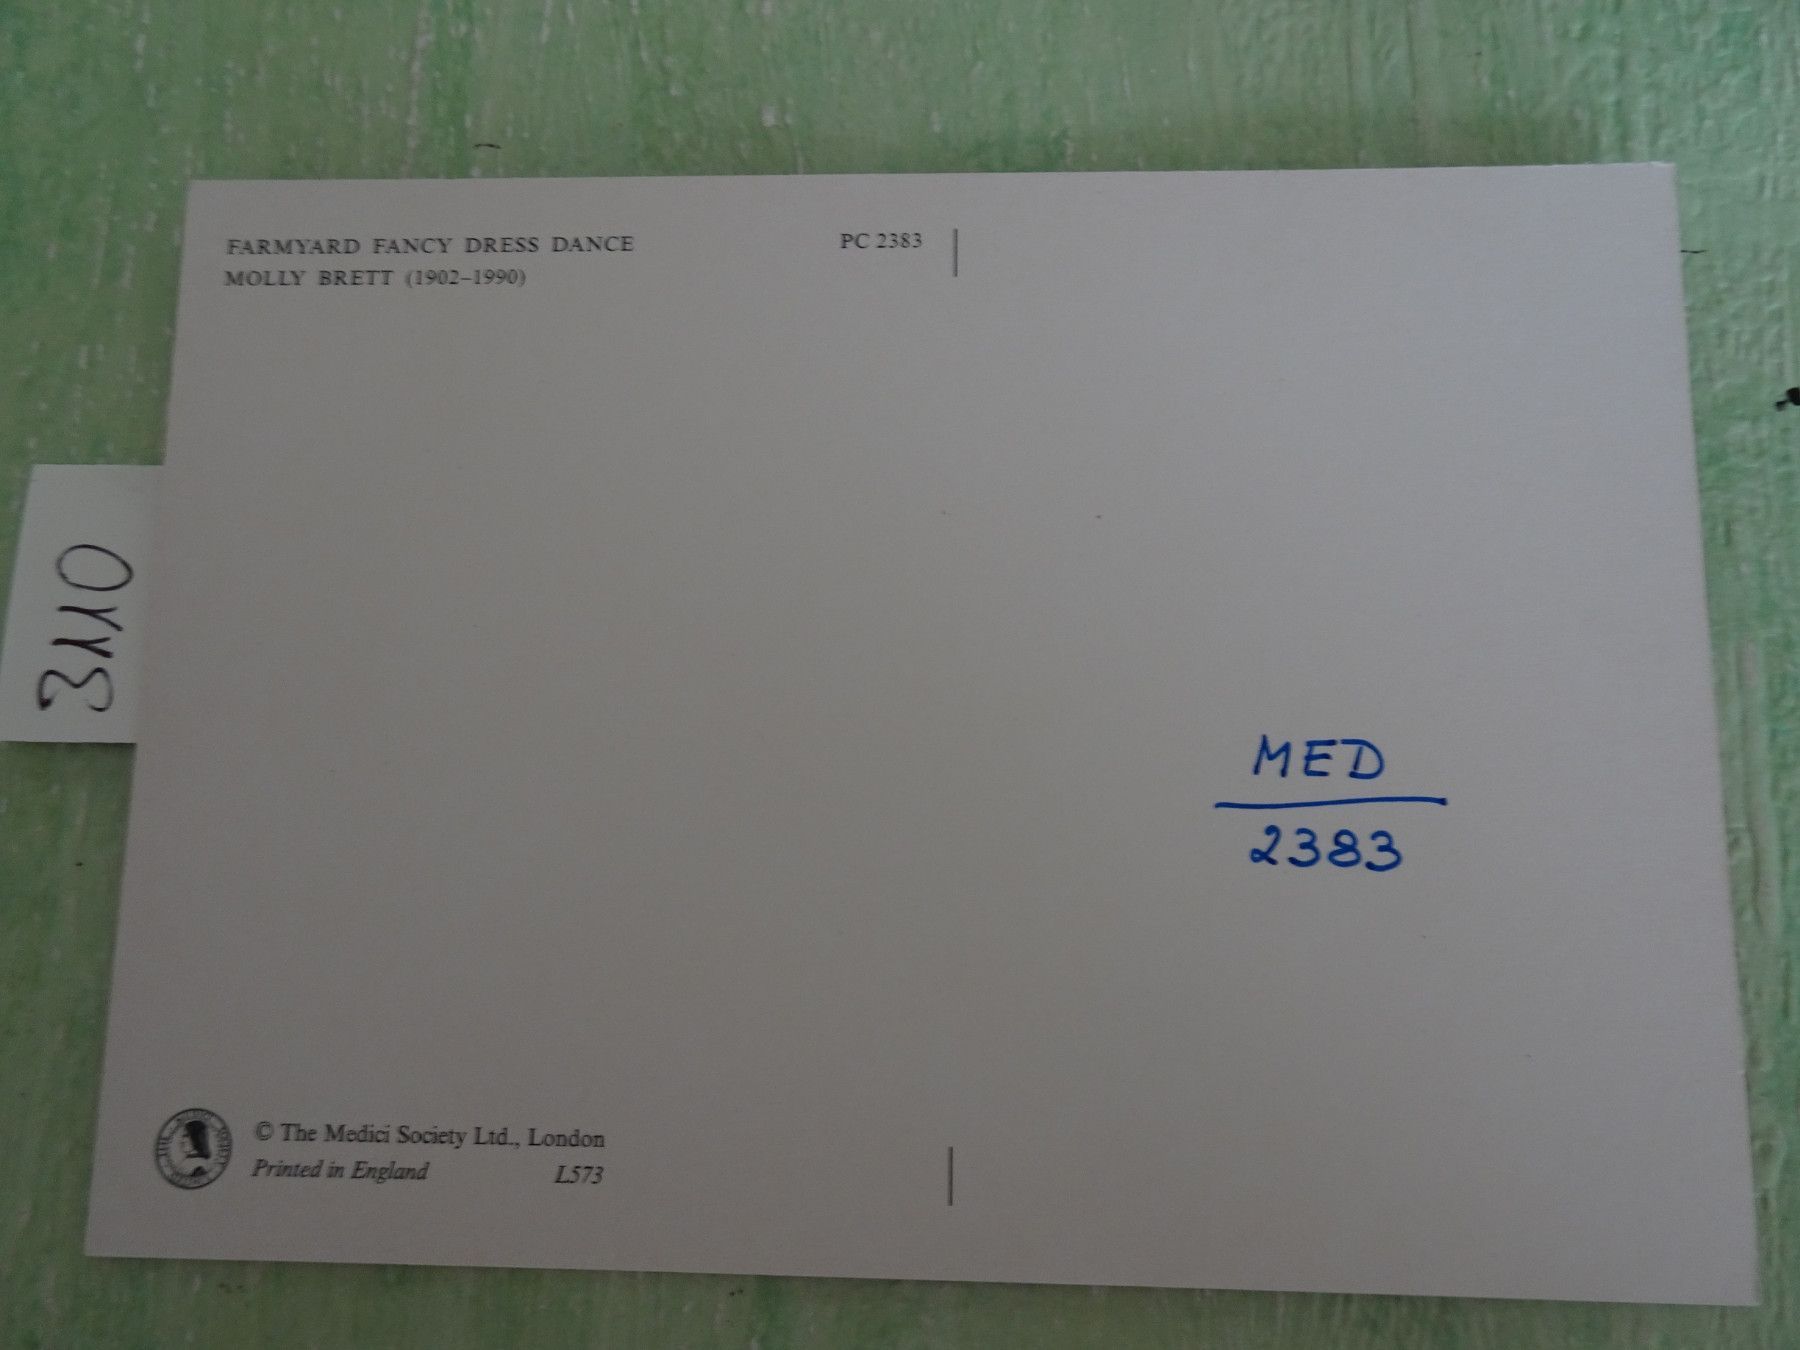 FARMYARD FANCY DRESS DANCE
MOLLY BRETT (1902–1990)
PC 2383
3110
MED
2383
© The Medici Society Ltd., London
Printed in England L573